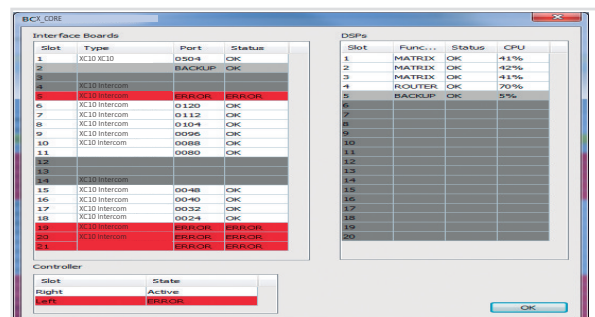 BCX_CORE
Interface Boards
Slot Type Port Status
1 XC10 XC10 0504 OK
2 BACKUP OK
3
4 XC10 Intercom
5 ERROR ERROR
6 XC10 Intercom 0120 OK
7 XC10 Intercom 0112 OK
8 XC10 Intercom 0104 OK
9 XC10 Intercom 0096 OK
10 XC10 Intercom 0088 OK
11 0080 OK
12
13
14 XC10 Intercom
15 XC10 Intercom 0048 OK
16 XC10 Intercom 0040 OK
17 XC10 Intercom 0032 OK
18 XC10 Intercom 0024 OK
19 XC10 Intercom ERROR ERROR
20 XC10 Intercom ERROR ERROR
21 ERROR ERROR
DSPs
Slot Func... Status CPU
1 MATRIX OK 41%
2 MATRIX OK 42%
3 MATRIX OK 41%
4 ROUTER OK 70%
5 BACKUP OK 5%
6
7
8
9
10
11
12
13
14
15
16
17
18
19
20
Controller
Slot State
Right Active
Left ERROR
OK